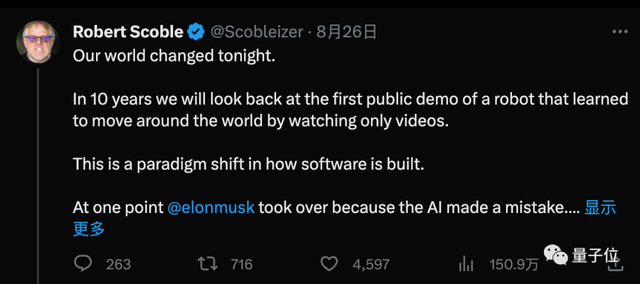 Robert Scoble @Scobleizer · 8月26日
Our world changed tonight.
In 10 years we will look back at the first public demo of a robot that learned
to move around the world by watching only videos.
This is a paradigm shift in how software is built.
At one point @elonmusk took over because the AI made a mistake.... 显示
更多
263 716 4,597 150.9万
量子位